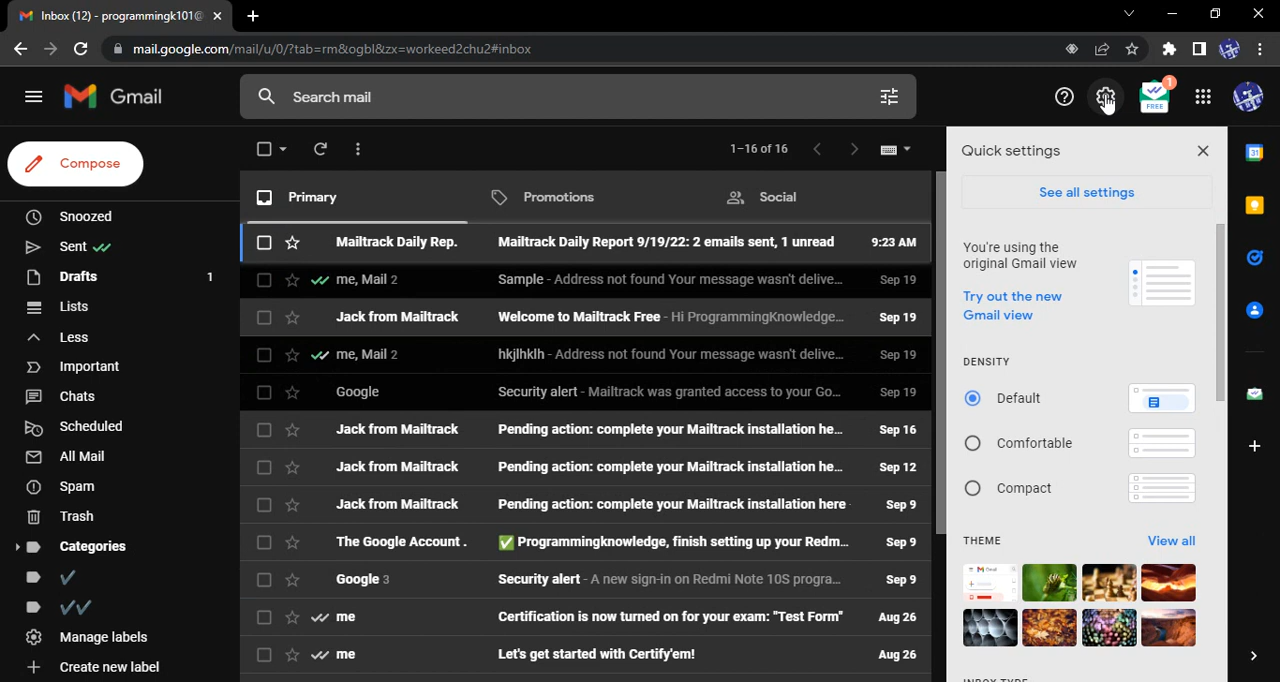 Inbox (12) - programmingk101@
mail.google.com/mail/u/0/?tab=rm&ogbl&zx=workeed2chu2#inbox
Gmail
Search mail
FREE
1
Compose
1–16 of 16
Snoozed
Sent
Drafts 1
Lists
Less
Important
Chats
Scheduled
All Mail
Spam
Trash
Categories
Manage labels
Create new label
Primary
Promotions
Social
Mailtrack Daily Rep. Mailtrack Daily Report 9/19/22: 2 emails sent, 1 unread 9:23 AM
me, Mail 2 Sample - Address not found Your message wasn't delive... Sep 19
Jack from Mailtrack Welcome to Mailtrack Free - Hi ProgrammingKnowledge... Sep 19
me, Mail 2 hkjlhklh - Address not found Your message wasn't delive... Sep 19
Google Security alert - Mailtrack was granted access to your Go... Sep 19
Jack from Mailtrack Pending action: complete your Mailtrack installation he... Sep 16
Jack from Mailtrack Pending action: complete your Mailtrack installation he... Sep 12
Jack from Mailtrack Pending action: complete your Mailtrack installation here - Sep 9
The Google Account . ✅ Programmingknowledge, finish setting up your Redm... Sep 9
Google 3 Security alert - A new sign-in on Redmi Note 10S progra... Sep 9
me Certification is now turned on for your exam: "Test Form" Aug 26
me Let's get started with Certify'em! Aug 26
Quick settings
See all settings
You're using the
original Gmail view
Try out the new
Gmail view
DENSITY
Default
Comfortable
Compact
THEME View all
Gmail
31